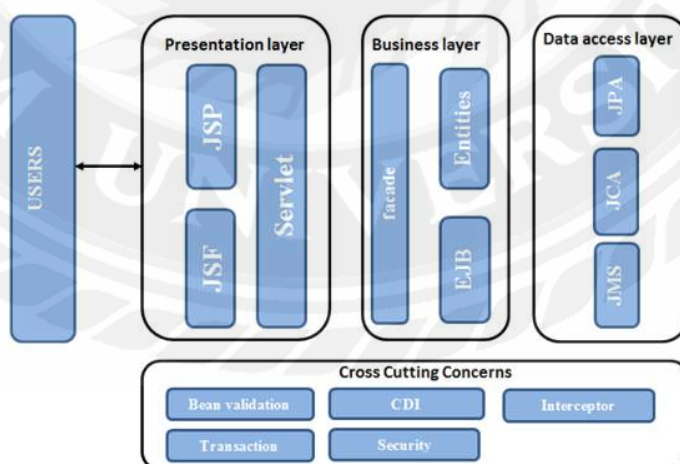 Presentation layer
Business layer
Data access layer
USERS
JSP
JSF
Servlet
facade
Entities
EJB
JPA
JCA
JMS
Cross Cutting Concerns
Bean validation
CDI
Interceptor
Transaction
Security